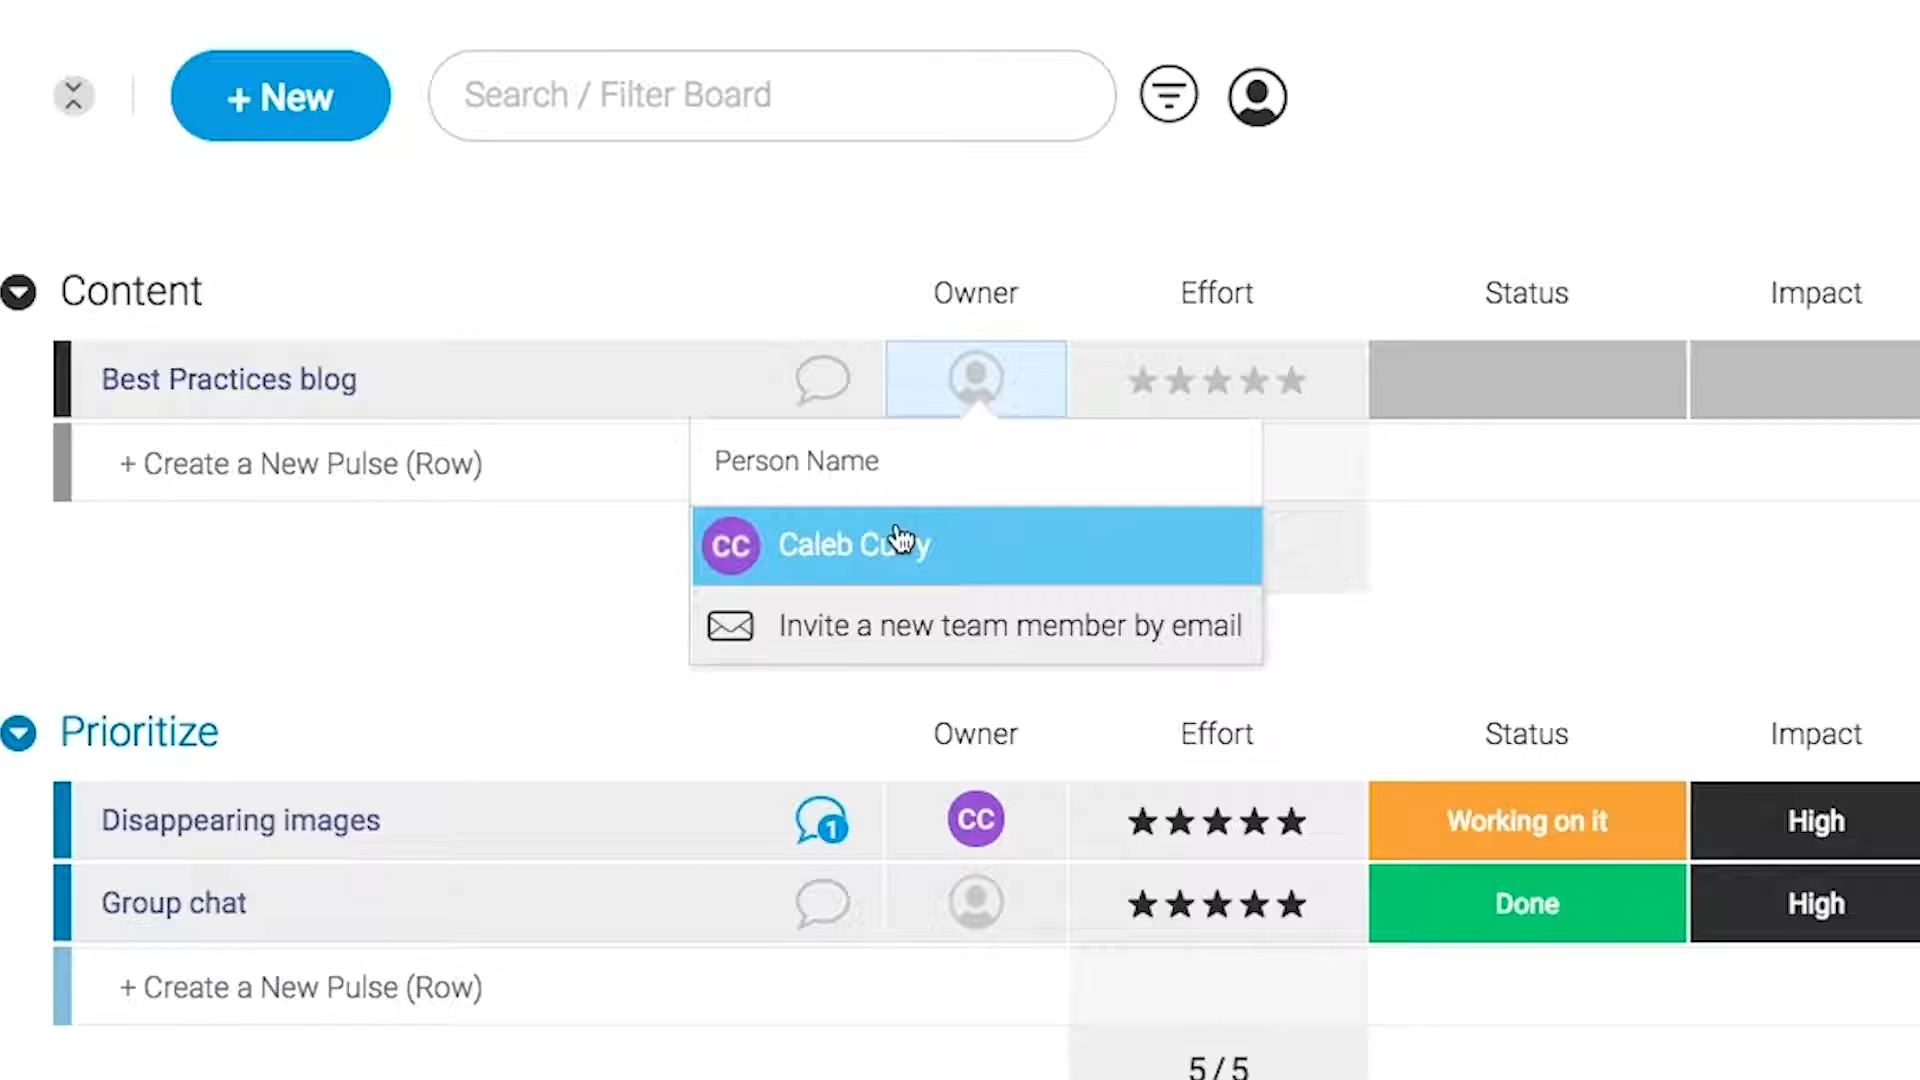 + New
Search / Filter Board
Content Owner Effort Status Impact
Best Practices blog
+ Create a New Pulse (Row)
Person Name
CC Caleb
Invite a new team member by email
Prioritize Owner Effort Status Impact
Disappearing images 1 CC Working on it High
Group chat Done High
+ Create a New Pulse (Row)
5 / 5